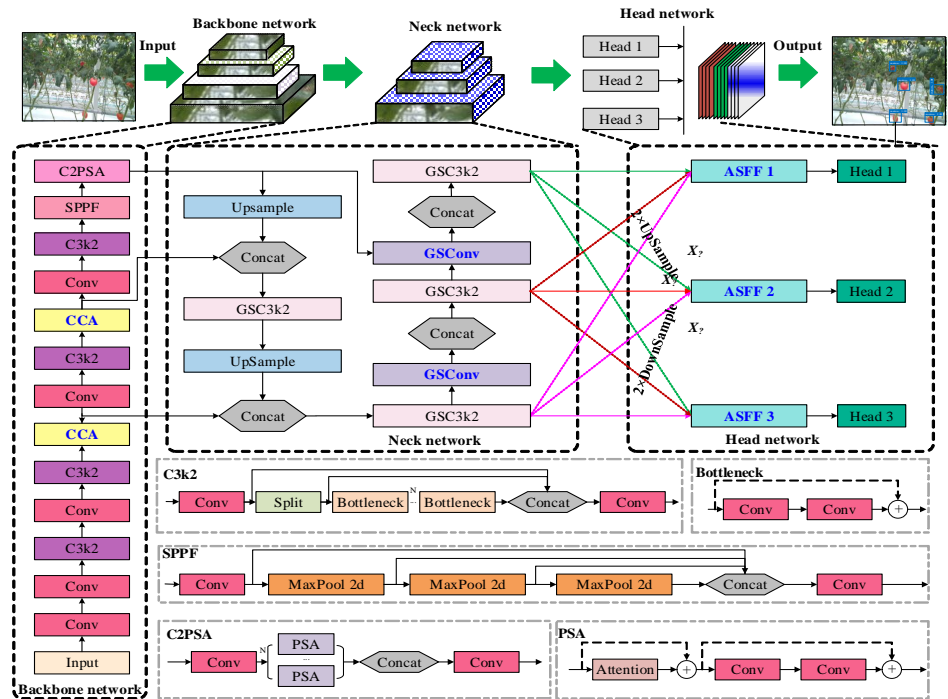 Backbone network
Neck network
Head network
Input
Head 1
Head 2
Head 3
Output
C2PSA
SPPF
C3k2
Conv
CCA
C3k2
Conv
CCA
C3k2
Conv
C3k2
Conv
Conv
Input
Backbone network
Upsample
Concat
GSC3k2
UpSample
Concat
GSC3k2
Concat
GSConv
GSC3k2
Concat
GSConv
GSC3k2
Neck network
2×UpSample
X?
X?
X?
2×DownSample
ASFF 1
Head 1
ASFF 2
Head 2
ASFF 3
Head 3
Head network
C3k2
Conv
Split
Bottleneck
N
...
Bottleneck
Concat
Conv
Bottleneck
Conv
Conv
+
SPPF
Conv
MaxPool 2d
MaxPool 2d
MaxPool 2d
Concat
Conv
C2PSA
Conv
N
PSA
...
PSA
Concat
Conv
PSA
Attention
+
Conv
Conv
+